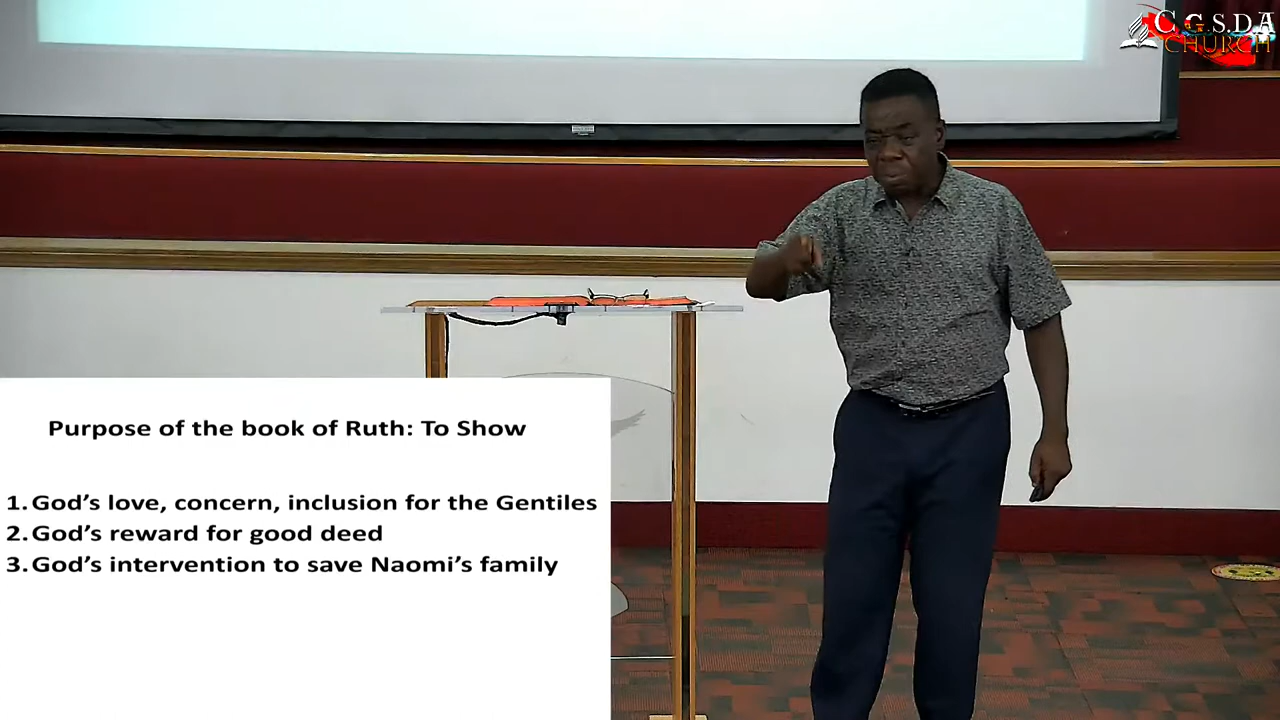 C.G.S.D.A
CHURCH
Purpose of the book of Ruth: To Show
1. God's love, concern, inclusion for the Gentiles
2. God's reward for good deed
3. God's intervention to save Naomi's family